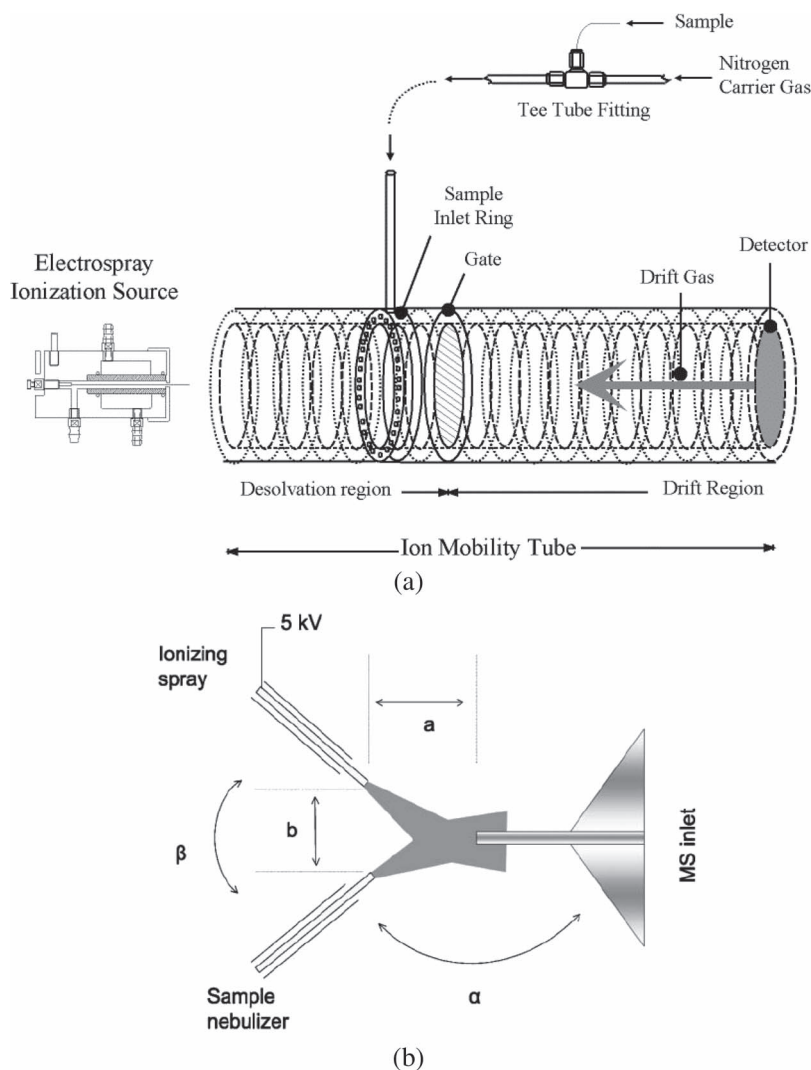 Sample
Nitrogen
Carrier Gas
Tee Tube Fitting
Sample
Inlet Ring
Gate
Detector
Drift Gas
Electrospray
Ionization Source
Desolvation region
Drift Region
Ion Mobility Tube
(a)
5 kV
Ionizing
spray
a
b
β
MS inlet
α
Sample
nebulizer
(b)